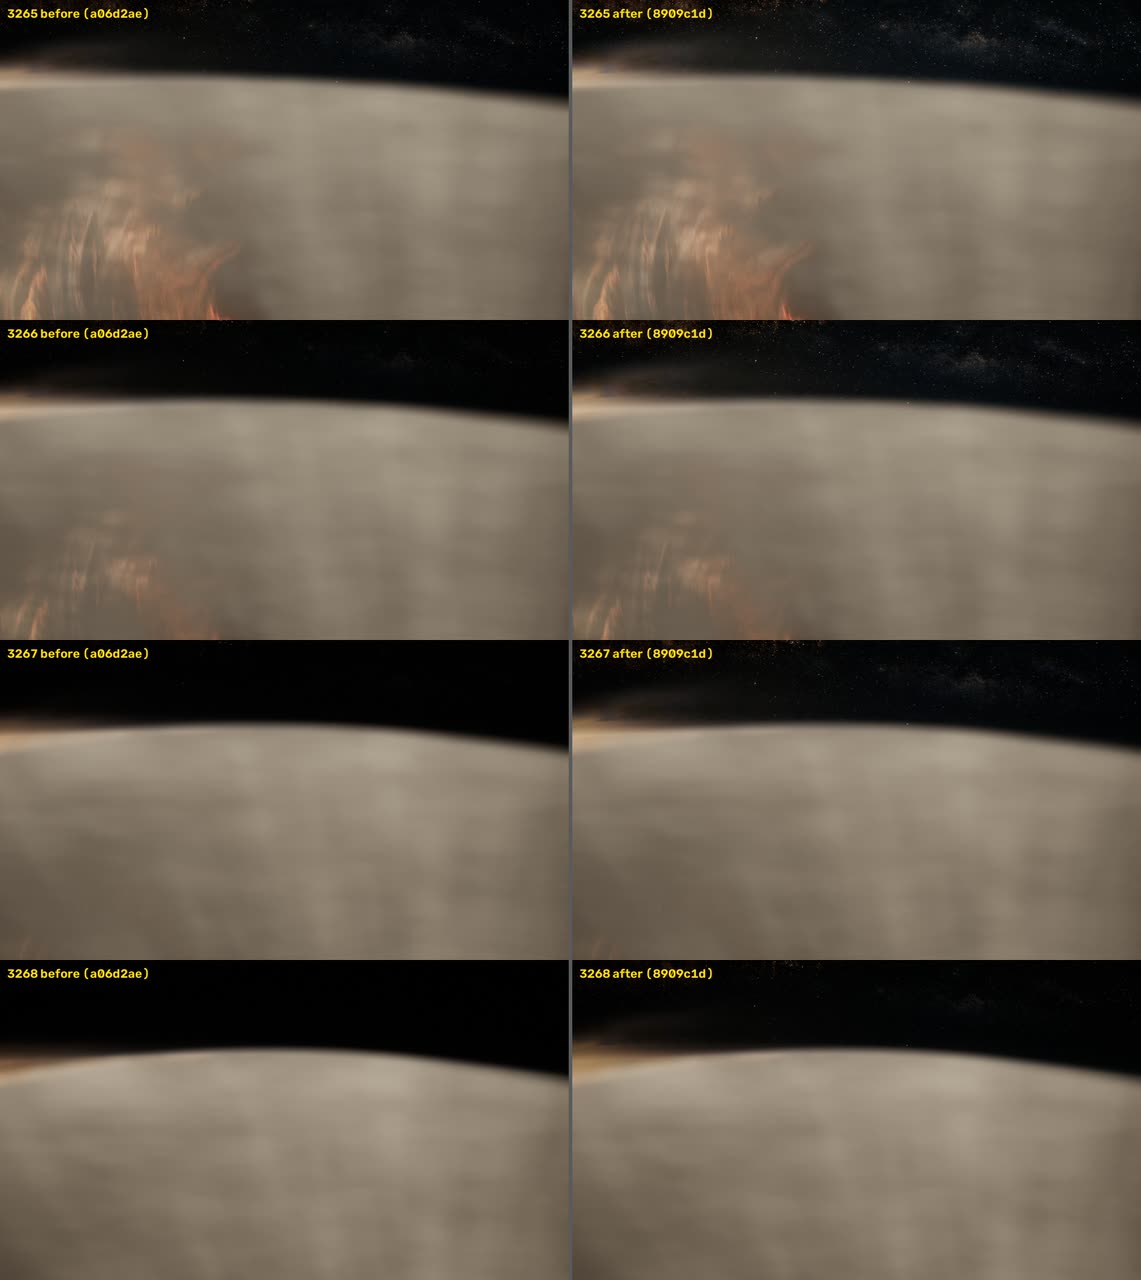 3265 before (a06d2ae)
3265 after (8909c1d)
3266 before (a06d2ae)
3266 after (8909c1d)
3267 before (a06d2ae)
3267 after (8909c1d)
3268 before (a06d2ae)
3268 after (8909c1d)